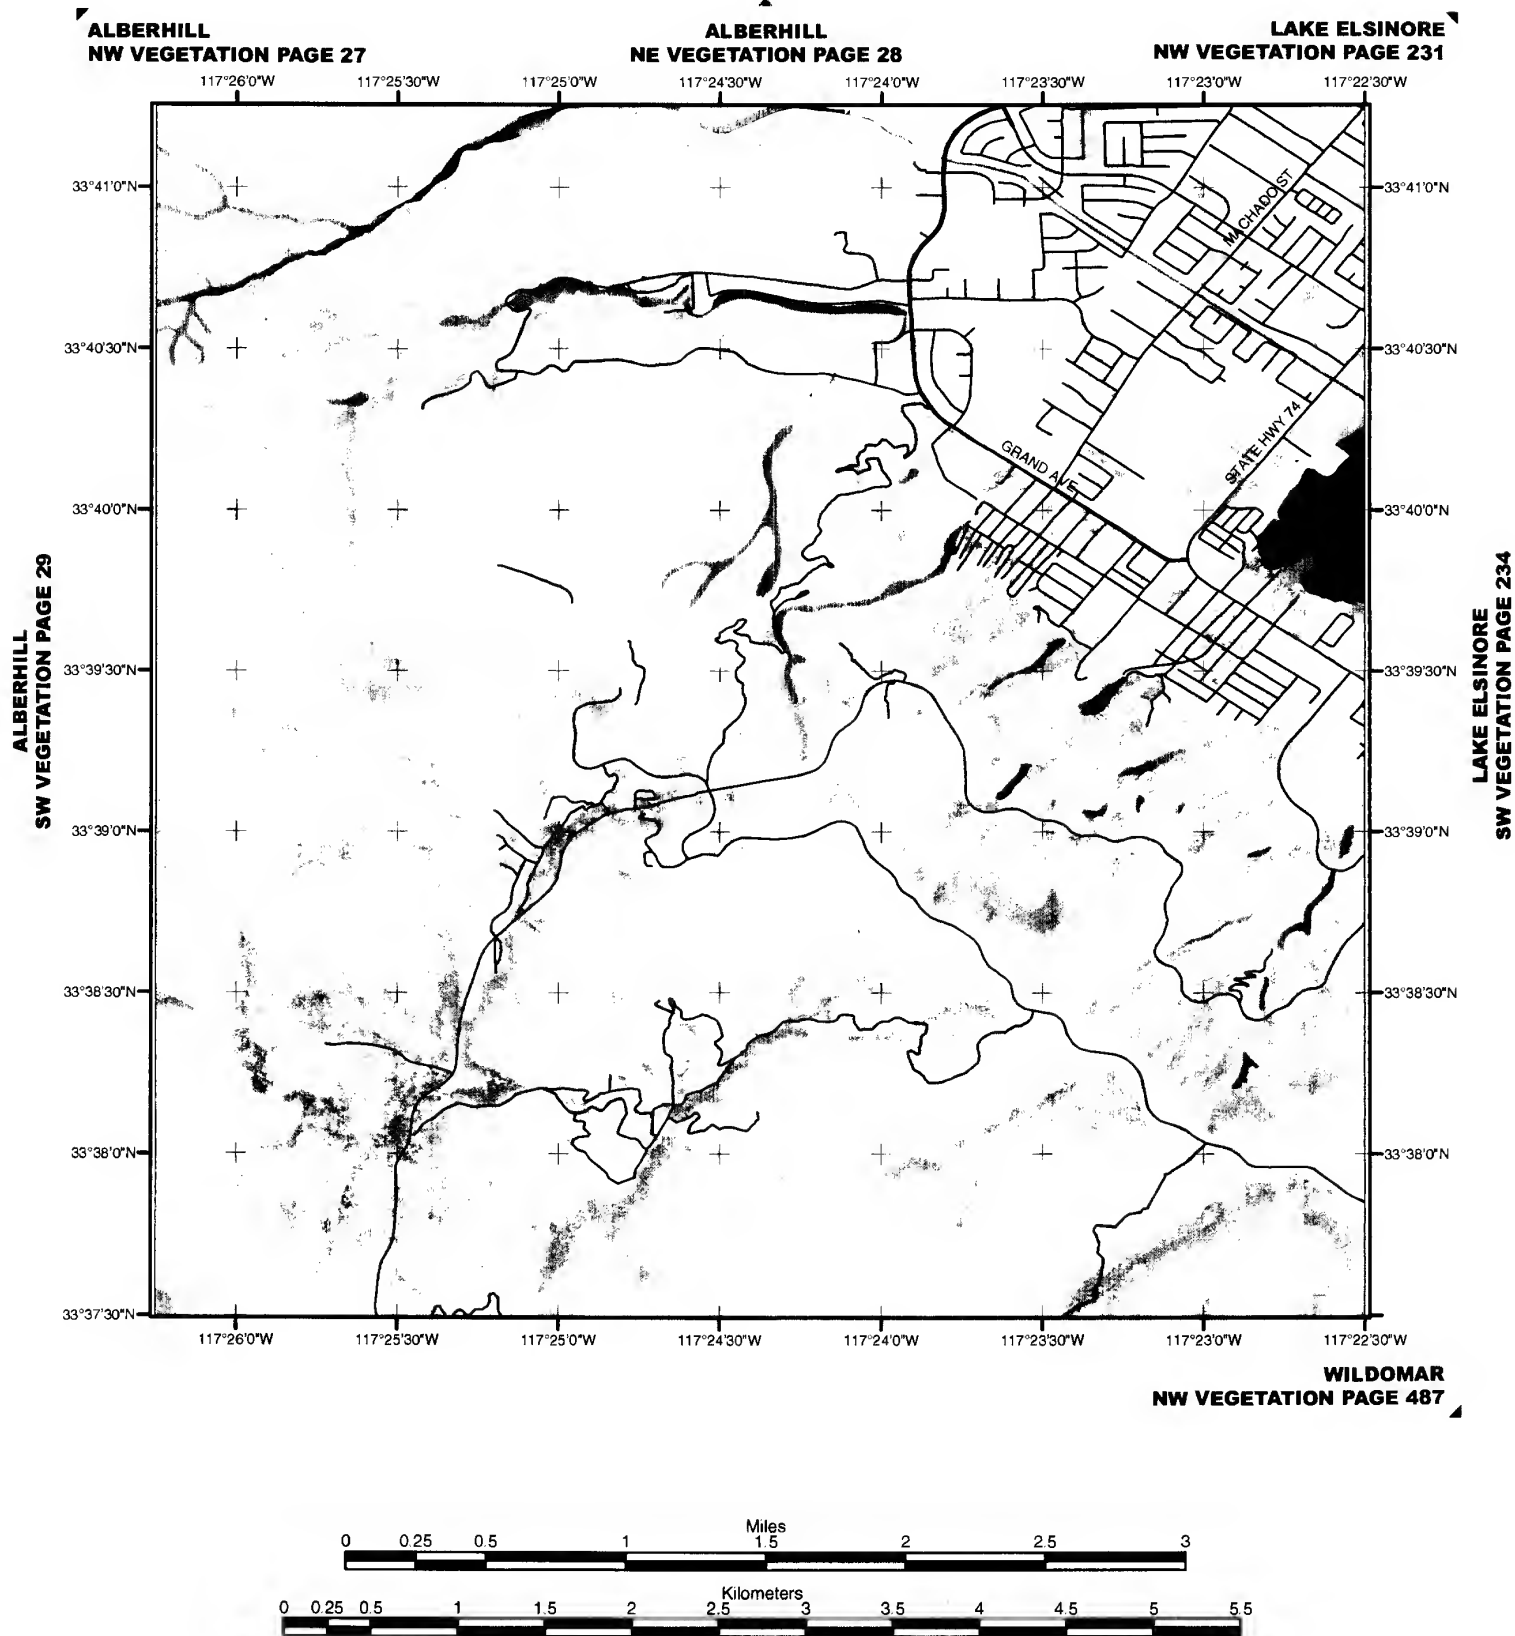 ALBERHILL
NW VEGETATION PAGE 27
ALBERHILL
NE VEGETATION PAGE 28
LAKE ELSINORE
NW VEGETATION PAGE 231
117°26'0"W 117°25'30"W 117°25'0"W 117°24'30"W 117°24'0"W 117°23'30"W 117°23'0"W 117°22'30"W
33°41'0"N 33°41'0"N
MACHADO ST
33°40'30"N 33°40'30"N
STATE HWY 74
GRAND AVE
33°40'0"N 33°40'0"N
ALBERHILL
SW VEGETATION PAGE 29
LAKE ELSINORE
SW VEGETATION PAGE 234
33°39'30"N 33°39'30"N
33°39'0"N 33°39'0"N
33°38'30"N 33°38'30"N
33°38'0"N 33°38'0"N
33°37'30"N
117°26'0"W 117°25'30"W 117°25'0"W 117°24'30"W 117°24'0"W 117°23'30"W 117°23'0"W 117°22'30"W
WILDOMAR
NW VEGETATION PAGE 487
Miles
0 0.25 0.5 1 1.5 2 2.5 3
Kilometers
0 0.25 0.5 1 1.5 2 2.5 3 3.5 4 4.5 5 5.5